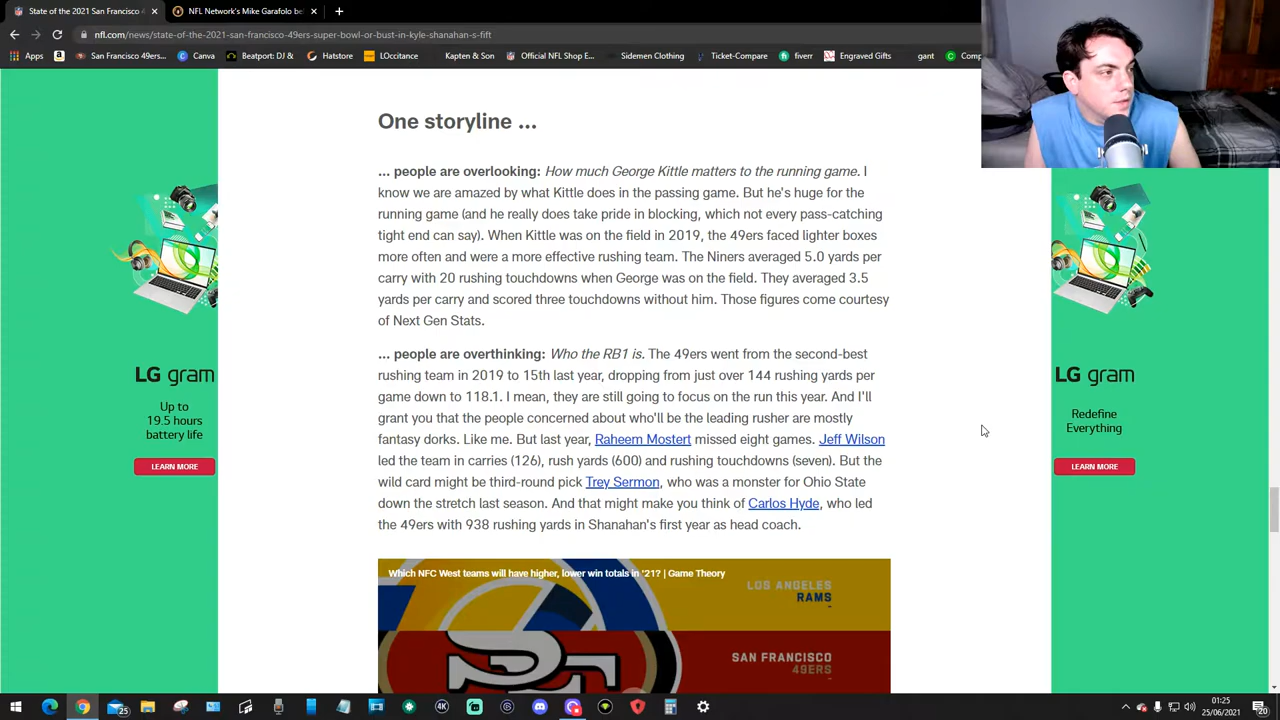 State of the 2021 San Francisco 49
NFL Network's Mike Garafolo bel
nfl.com/news/state-of-the-2021-san-francisco-49ers-super-bowl-or-bust-in-kyle-shanahan-s-fift
Apps
San Francisco 49ers...
Canva
Beatport: DJ &
Hatstore
LOccitance
Kapten & Son
Official NFL Shop E...
Sidemen Clothing
Ticket-Compare
fiverr
Engraved Gifts
gant
Comp
One storyline ...
... people are overlooking: How much George Kittle matters to the running game. I
know we are amazed by what Kittle does in the passing game. But he's huge for the
running game (and he really does take pride in blocking, which not every pass-catching
tight end can say). When Kittle was on the field in 2019, the 49ers faced lighter boxes
more often and were a more effective rushing team. The Niners averaged 5.0 yards per
carry with 20 rushing touchdowns when George was on the field. They averaged 3.5
yards per carry and scored three touchdowns without him. Those figures come courtesy
of Next Gen Stats.
... people are overthinking: Who the RB1 is. The 49ers went from the second-best
rushing team in 2019 to 15th last year, dropping from just over 144 rushing yards per
game down to 118.1. I mean, they are still going to focus on the run this year. And I'll
grant you that the people concerned about who'll be the leading rusher are mostly
fantasy dorks. Like me. But last year, Raheem Mostert missed eight games. Jeff Wilson
led the team in carries (126), rush yards (600) and rushing touchdowns (seven). But the
wild card might be third-round pick Trey Sermon, who was a monster for Ohio State
down the stretch last season. And that might make you think of Carlos Hyde, who led
the 49ers with 938 rushing yards in Shanahan's first year as head coach.
Which NFC West teams will have higher, lower win totals in '21? | Game Theory
LOS ANGELES
RAMS
SAN FRANCISCO
49ERS
LG gram
Up to
19.5 hours
battery life
LEARN MORE
LG gram
Redefine
Everything
LEARN MORE
25
4K
01:25
25/06/2021
20